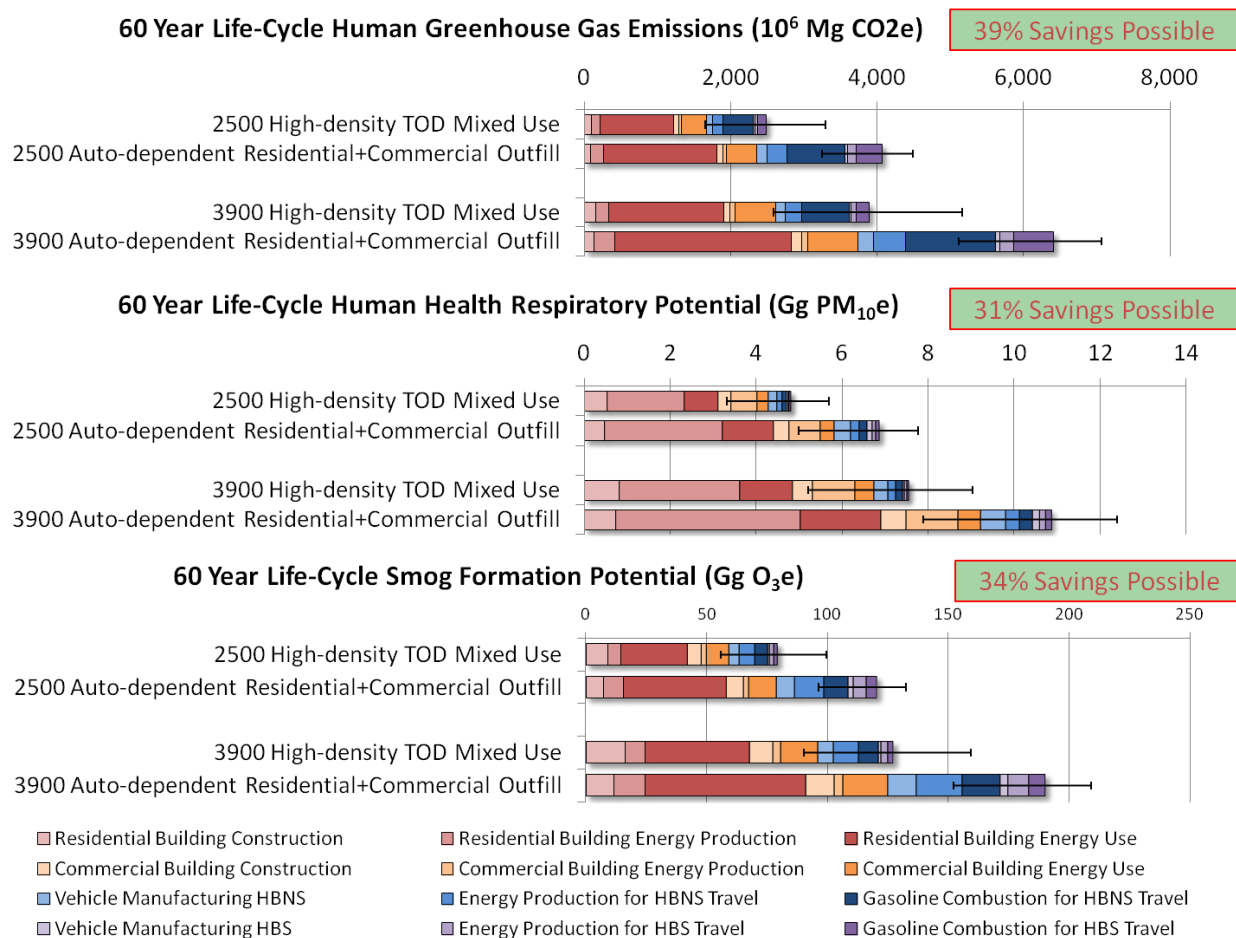 60 Year Life-Cycle Human Greenhouse Gas Emissions (10⁶ Mg CO2e)
39% Savings Possible
0 2,000 4,000 6,000 8,000
2500 High-density TOD Mixed Use
2500 Auto-dependent Residential+Commercial Outfill
3900 High-density TOD Mixed Use
3900 Auto-dependent Residential+Commercial Outfill
60 Year Life-Cycle Human Health Respiratory Potential (Gg PM₁₀e)
31% Savings Possible
0 2 4 6 8 10 12 14
2500 High-density TOD Mixed Use
2500 Auto-dependent Residential+Commercial Outfill
3900 High-density TOD Mixed Use
3900 Auto-dependent Residential+Commercial Outfill
60 Year Life-Cycle Smog Formation Potential (Gg O₃e)
34% Savings Possible
0 50 100 150 200 250
2500 High-density TOD Mixed Use
2500 Auto-dependent Residential+Commercial Outfill
3900 High-density TOD Mixed Use
3900 Auto-dependent Residential+Commercial Outfill
Residential Building Construction Residential Building Energy Production Residential Building Energy Use
Commercial Building Construction Commercial Building Energy Production Commercial Building Energy Use
Vehicle Manufacturing HBNS Energy Production for HBNS Travel Gasoline Combustion for HBNS Travel
Vehicle Manufacturing HBS Energy Production for HBS Travel Gasoline Combustion for HBS Travel